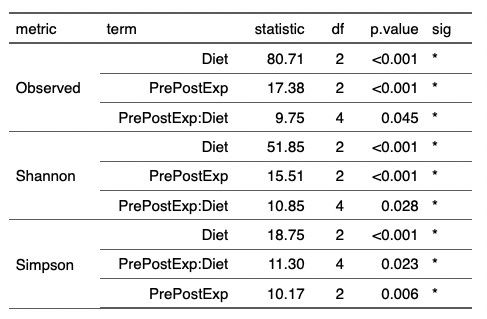 metric term statistic df p.value sig
Diet 80.71 2 <0.001 *
Observed PrePostExp 17.38 2 <0.001 *
PrePostExp:Diet 9.75 4 0.045 *
Diet 51.85 2 <0.001 *
Shannon PrePostExp 15.51 2 <0.001 *
PrePostExp:Diet 10.85 4 0.028 *
Diet 18.75 2 <0.001 *
Simpson PrePostExp:Diet 11.30 4 0.023 *
PrePostExp 10.17 2 0.006 *